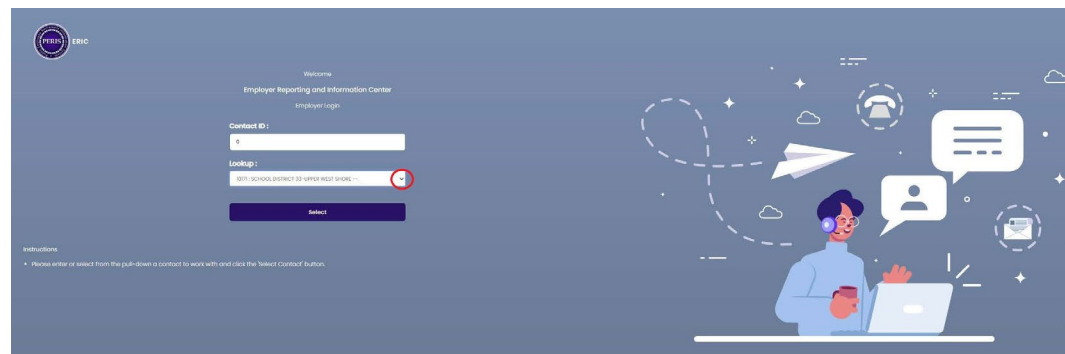 PERIS ERIC
Welcome
Employer Reporting and Information Center
Employer Login
Contact ID :
0
Lookup :
10171: SCHOOL DISTRICT 33-UPPER WEST SHORE ---
Select
Instructions
• Please enter or select from the pull-down a contact to work with and click the 'Select Contact' button.